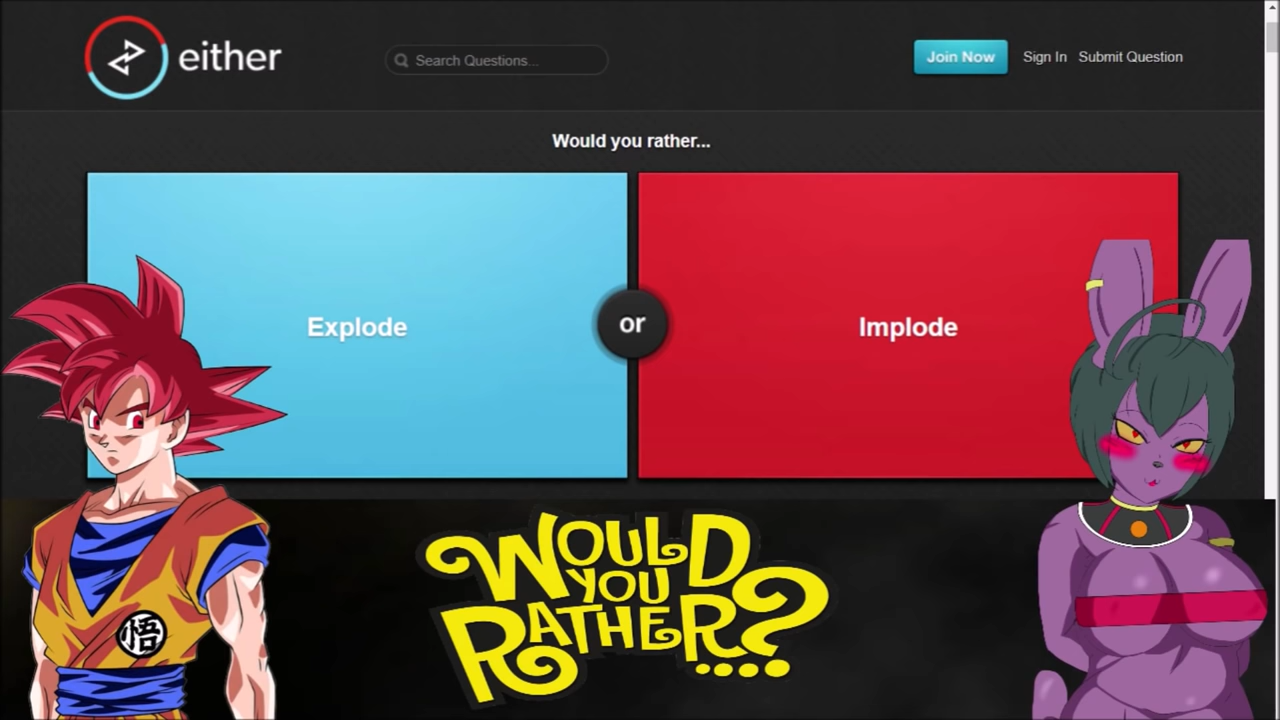 either
Search Questions...
Join Now
Sign In
Submit Question
Would you rather...
Explode
or
Implode
WOULD
YOU
RATHER...?
悟